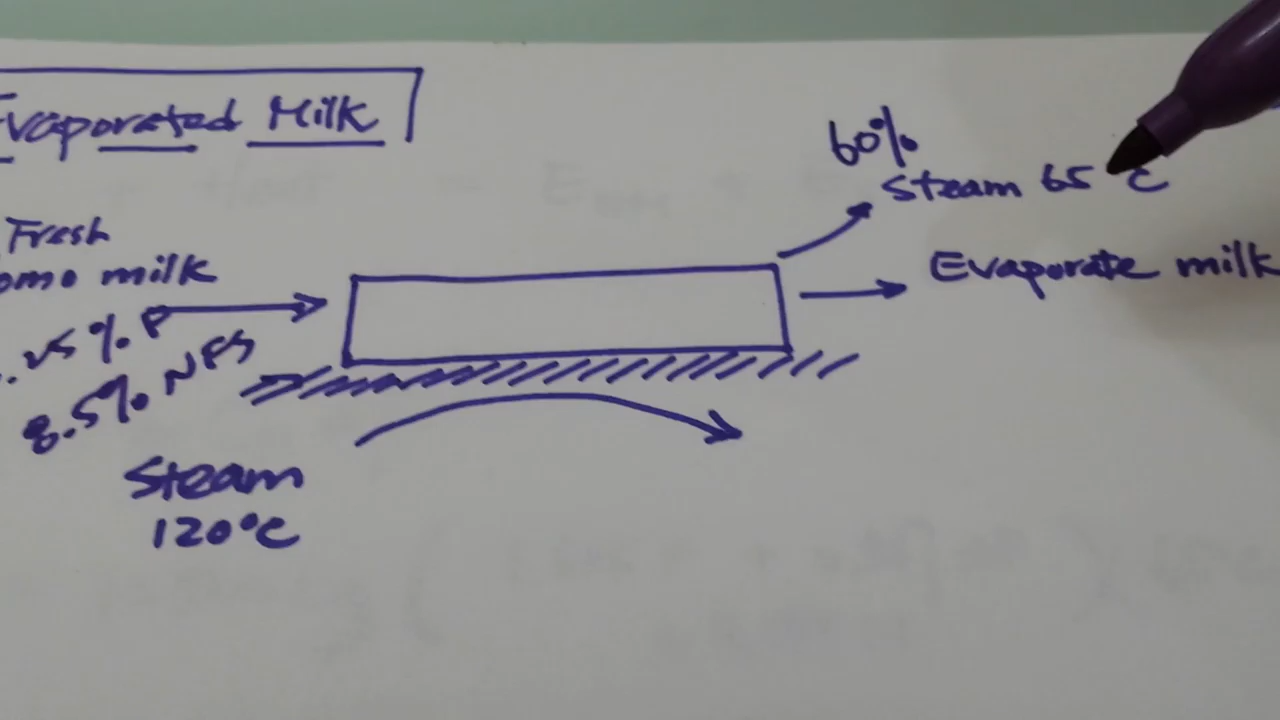 Evaporated Milk
60%
Steam 65 °C
Fresh
omo milk
Evaporate milk
.25% F
8.5% NFS
Steam
120°C